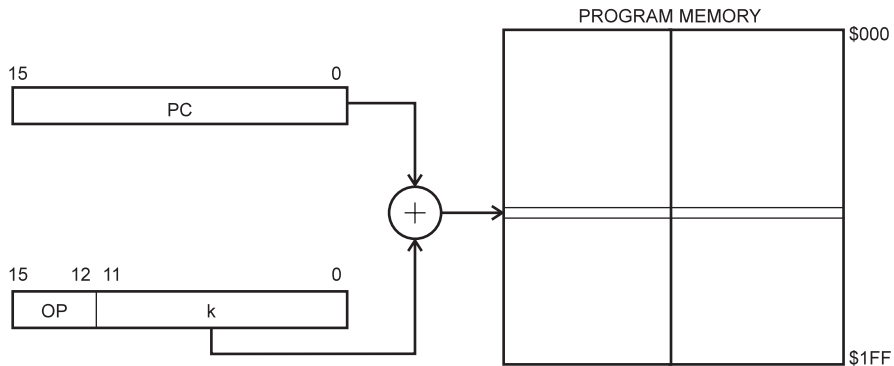 PROGRAM MEMORY
$000
15 0
PC
+
15 12 11 0
OP k
$1FF